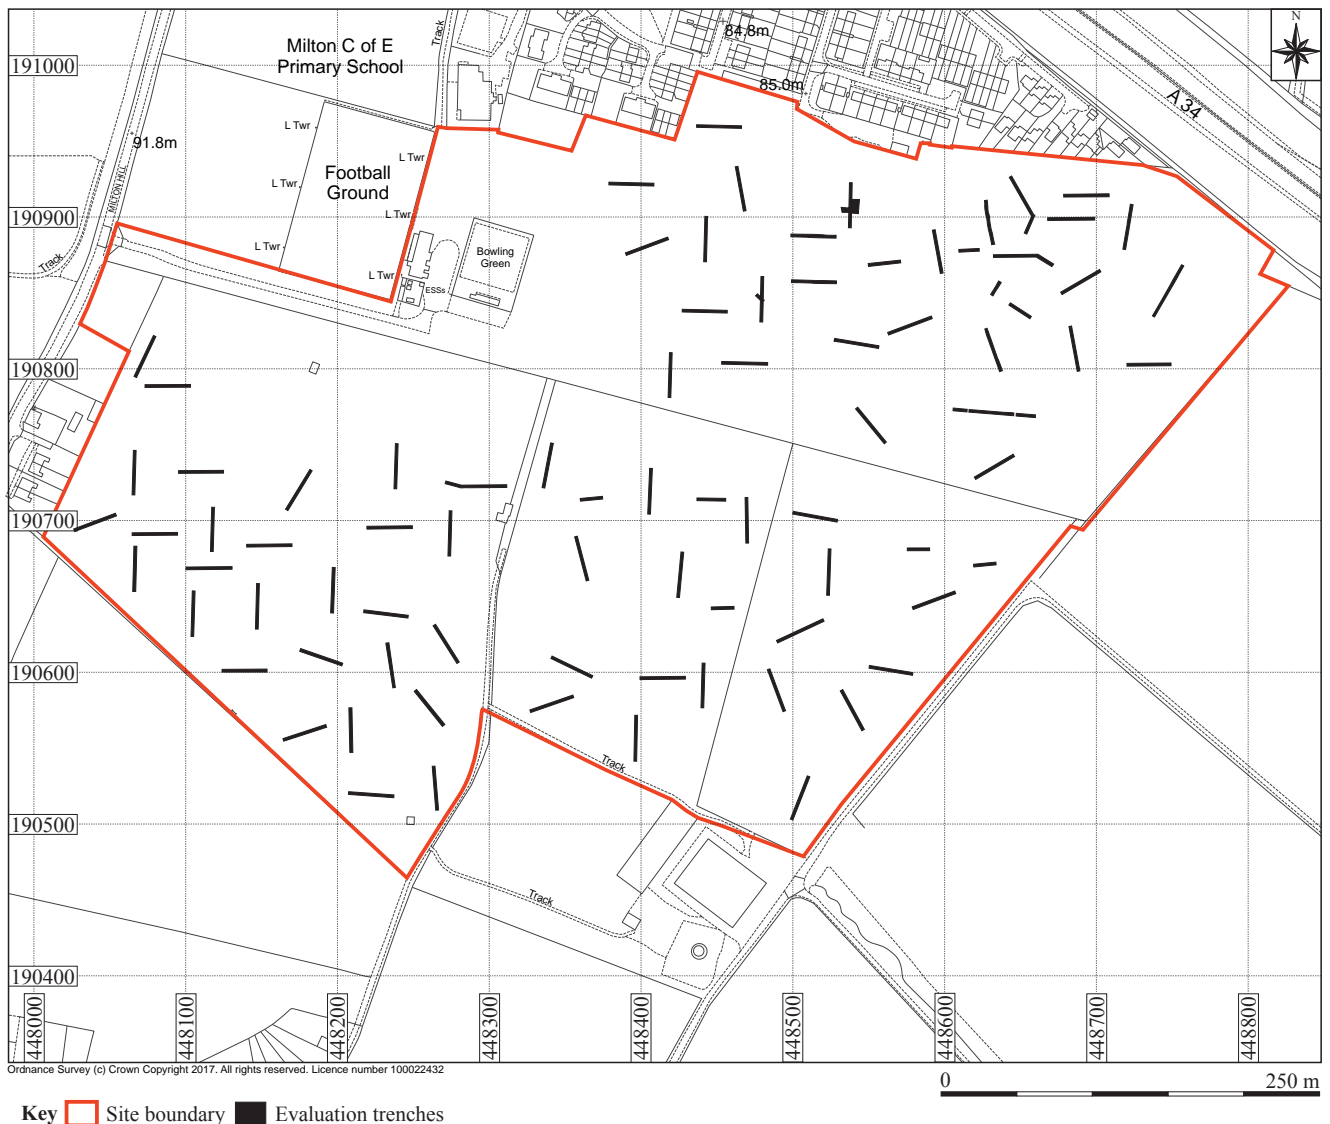 Milton C of E
Primary School
Track
84.8m
85.0m
A 34
N
191000
91.8m
L Twr
L Twr
Football
Ground
L Twr
MILTON HILL
190900
L Twr
L Twr
L Twr
Track
Bowling
Green
ESSs
190800
190700
190600
Track
190500
Track
190400
448000
448100
448200
448300
448400
448500
448600
448700
448800
Ordnance Survey (c) Crown Copyright 2017. All rights reserved. Licence number 100022432
0 250 m
Key Site boundary Evaluation trenches